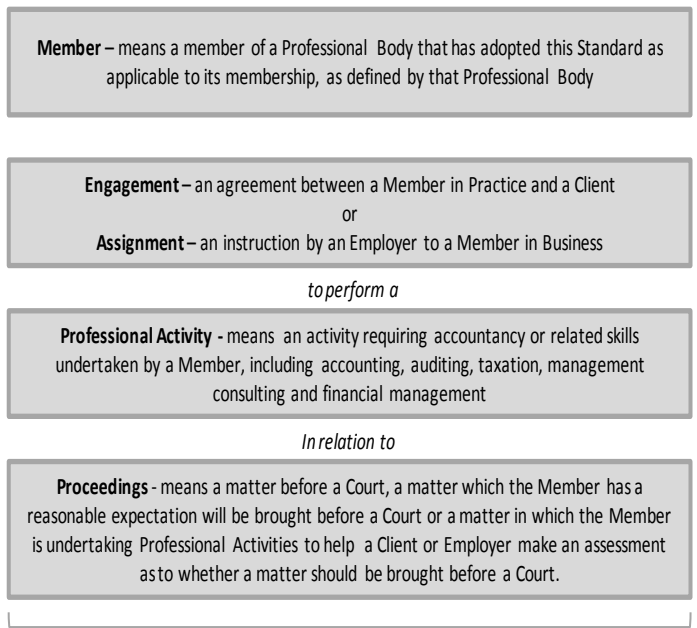 Member – means a member of a Professional Body that has adopted this Standard as
applicable to its membership, as defined by that Professional Body
Engagement – an agreement between a Member in Practice and a Client
or
Assignment – an instruction by an Employer to a Member in Business
to perform a
Professional Activity - means an activity requiring accountancy or related skills
undertaken by a Member, including accounting, auditing, taxation, management
consulting and financial management
In relation to
Proceedings - means a matter before a Court, a matter which the Member has a
reasonable expectation will be brought before a Court or a matter in which the Member
is undertaking Professional Activities to help a Client or Employer make an assessment
as to whether a matter should be brought before a Court.